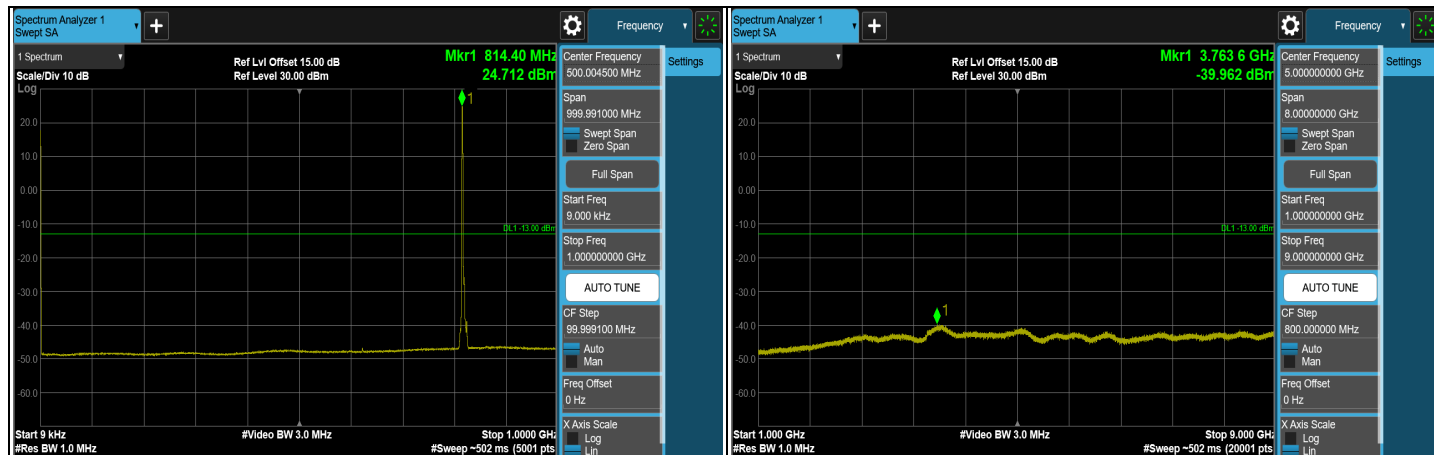 Spectrum Analyzer 1
Swept SA
+
Frequency
1 Spectrum
Scale/Div 10 dB
Log
Ref Lvl Offset 15.00 dB
Ref Level 30.00 dBm
Mkr1 814.40 MHz
24.712 dBm
1
20.0
10.0
0.00
-10.0
-20.0
-30.0
-40.0
-50.0
-60.0
DL1 -13.00 dBm
Start 9 kHz
#Res BW 1.0 MHz
#Video BW 3.0 MHz
Stop 1.0000 GHz
#Sweep ~502 ms (5001 pts
Center Frequency
500.004500 MHz
Span
999.991000 MHz
Swept Span
Zero Span
Full Span
Start Freq
9.000 kHz
Stop Freq
1.000000000 GHz
AUTO TUNE
CF Step
99.999100 MHz
Auto
Man
Freq Offset
0 Hz
X Axis Scale
Log
Lin
Settings
Spectrum Analyzer 1
Swept SA
+
Frequency
1 Spectrum
Scale/Div 10 dB
Log
Ref Lvl Offset 15.00 dB
Ref Level 30.00 dBm
Mkr1 3.763 6 GHz
-39.962 dBm
1
20.0
10.0
0.00
-10.0
-20.0
-30.0
-40.0
-50.0
-60.0
DL1 -13.00 dBm
Start 1.000 GHz
#Res BW 1.0 MHz
#Video BW 3.0 MHz
Stop 9.000 GHz
#Sweep ~502 ms (20001 pts
Center Frequency
5.000000000 GHz
Span
8.00000000 GHz
Swept Span
Zero Span
Full Span
Start Freq
1.000000000 GHz
Stop Freq
9.000000000 GHz
AUTO TUNE
CF Step
800.000000 MHz
Auto
Man
Freq Offset
0 Hz
X Axis Scale
Log
Lin
Settings